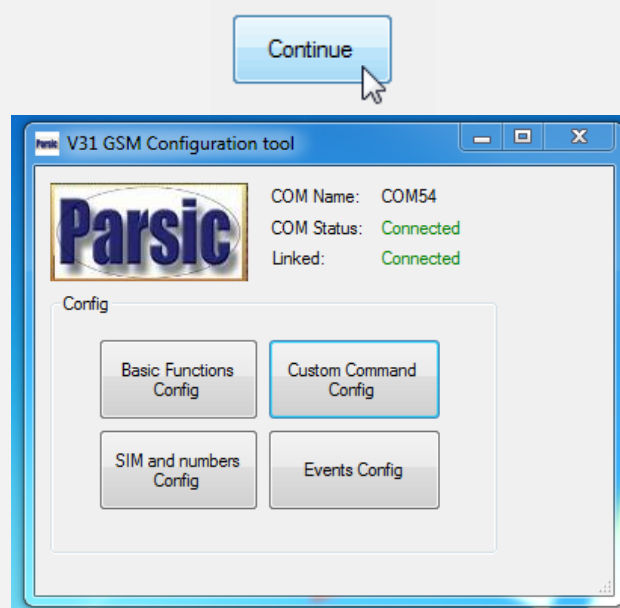 Continue
Parsic V31 GSM Configuration tool
Parsic
COM Name: COM54
COM Status: Connected
Linked: Connected
Config
Basic Functions
Config
Custom Command
Config
SIM and numbers
Config
Events Config